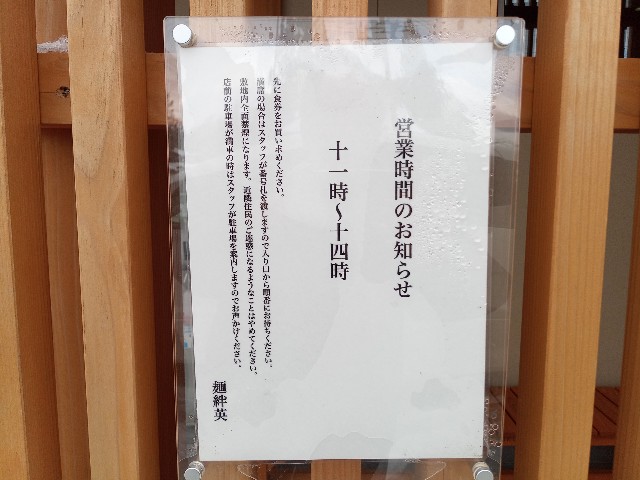 営業時間のお知らせ
十一時〜十四時
先に食券をお買い求めください。
満席の場合はスタッフが番号札を渡しますので入り口から順番にお待ちください。
敷地内全面禁煙になります。近隣住民のご迷惑になるようなことはやめてください。
店前の駐車場が満車の時はスタッフが駐車場を案内しますのでお声かけください。
麺絆英